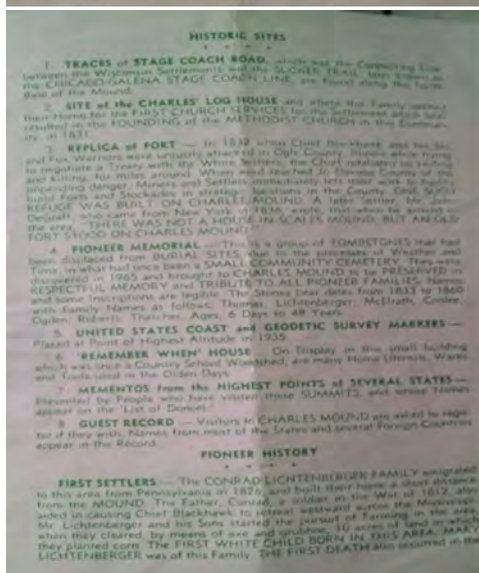 HISTORIC SITES
1. TRACES of STAGE COACH ROAD, which was the Connecting Link
between the Wisconsin Settlements and the SUCKER TRAIL, later known as
the CHICAGO-GALENA STAGE COACH LINE, are found along the
Base of the Mound.
2. SITE of the CHARLES' LOG HOUSE and where this Family opened
their Home for the FIRST CHURCH SERVICES for the Settlement which later
resulted in the FOUNDING of the METHODIST CHURCH in the Commun-
ity, in 1831.
3. REPLICA of FORT — In 1832 when Chief Blackhawk and his
and Fox Warriors were unjustly attacked in Ogle County, Illinois while trying
to negotiate a Treaty with the White Settlers, the Chief
and Killing, for miles around. When word reached Jo Daviess County of the
impending danger, Miners and Settlers immediately
build Forts and Stockades in strategic locations in the County. ONE SUCH
REFUGE WAS BUILT ON CHARLES MOUND. A later Settler, Mr. John
DeGraff, who came from New York in 1836, wrote, that when he arrived in
the area, "THERE WAS NOT A HOUSE IN SCALES MOUND, BUT AN OLD
FORT STOOD ON CHARLES MOUND."
4. PIONEER MEMORIAL — This is a group of TOMBSTONES that had
been displaced from BURIAL SITES, due to the processes of Weather and
Time, in what had once been a SMALL COMMUNITY CEMETERY. They were
discovered in 1965 and brought to CHARLES MOUND to be PRESERVED in
RESPECTFUL MEMORY and TRIBUTE TO ALL PIONEER FAMILIES. Names
and some Inscriptions are legible. The Stones bear dates from 1833 to 1860
with Family Names as follows: Thomas, Lichtenberger, McElrath,
Ogden, Roberts, Thatcher. Ages, 6 Days to 48 Years.
5. UNITED STATES COAST and GEODETIC SURVEY MARKERS —
Placed at Point of Highest Altitude in 1935.
6. 'REMEMBER WHEN' HOUSE — On Display in the small building
which was once a Country School Woodshed, are many Home Utensils, Wares
and Tools used in the Olden Days.
7. MEMENTOS from the HIGHEST POINTS of SEVERAL STATES —
Presented by People who have visited those SUMMITS, and whose Names
appear on the 'List of Donors.'
8. GUEST RECORD — Visitors to CHARLES MOUND are asked to regis-
ter if they wish. Names from most of the States and several Foreign Countries
appear in the Record.
PIONEER HISTORY
FIRST SETTLERS — The CONRAD LICHTENBERGER FAMILY emigrated
to this area from Pennsylvania in 1826, and built their home a short distance
from the MOUND. The Father, Conrad, a soldier in the War of 1812, also
aided in causing Chief Blackhawk to retreat westward across the Mississippi.
Mr. Lichtenberger and his Sons started the pursuit of Farming in the area,
when they cleared, by means of axe and grubhoe, 10 acres of land in which
they planted corn. The FIRST WHITE CHILD BORN IN THIS AREA, MARY
LICHTENBERGER was of this Family. THE FIRST DEATH also occurred in the